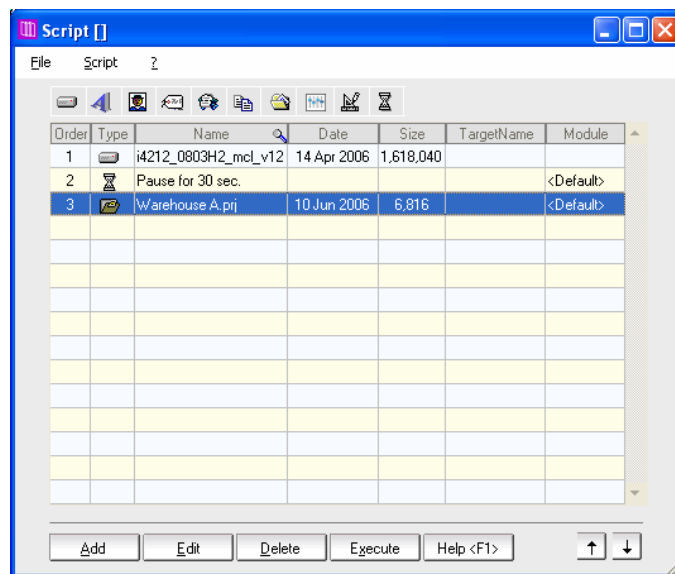 Script []
File Script ?
Order Type Name Date Size TargetName Module
1 i4212_0803H2_mcl_v12 14 Apr 2006 1,618,040
2 Pause for 30 sec. <Default>
3 Warehouse A.prj 10 Jun 2006 6,816 <Default>
Add Edit Delete Execute Help <F1>